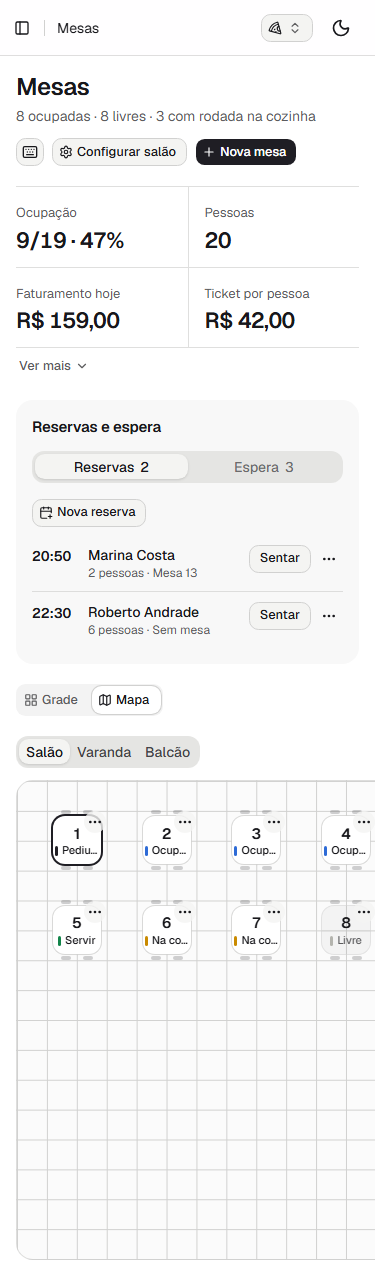 Mesas
Mesas
8 ocupadas · 8 livres · 3 com rodada na cozinha
Configurar salão
Nova mesa
Ocupação
9/19 · 47%
Pessoas
20
Faturamento hoje
R$ 159,00
Ticket por pessoa
R$ 42,00
Ver mais
Reservas e espera
Reservas 2
Espera 3
Nova reserva
20:50
Marina Costa
2 pessoas · Mesa 13
Sentar
22:30
Roberto Andrade
6 pessoas · Sem mesa
Sentar
Grade
Mapa
Salão
Varanda
Balcão
1
Pediu...
2
Ocup...
3
Ocup...
4
Ocup...
5
Servir
6
Na co...
7
Na co...
8
Livre